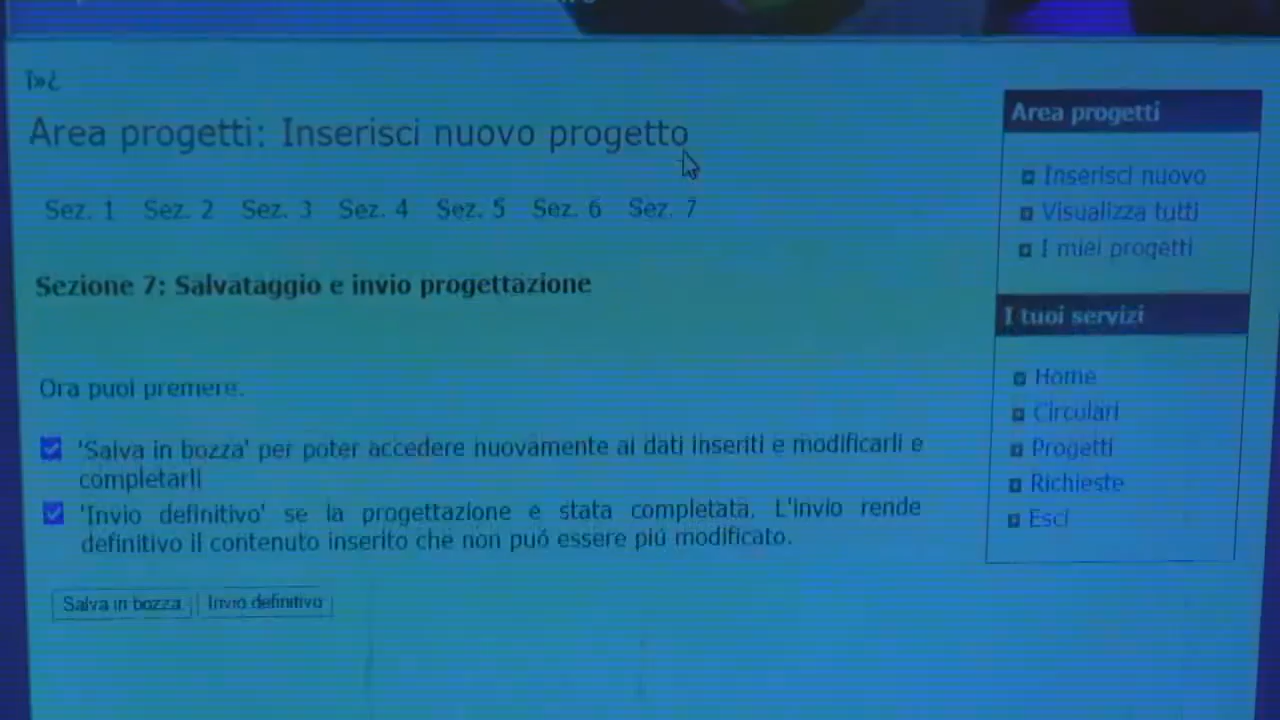 ï»¿
Area progetti: Inserisci nuovo progetto
Sez. 1 Sez. 2 Sez. 3 Sez. 4 Sez. 5 Sez. 6 Sez. 7
Sezione 7: Salvataggio e invio progettazione
Ora puoi premere:
'Salva in bozza' per poter accedere nuovamente ai dati inseriti e modificarli e
completarli
'Invio definitivo' se la progettazione è stata completata. L'invio rende
definitivo il contenuto inserito che non puó essere piú modificato.
Salva in bozza Invio definitivo
Area progetti
Inserisci nuovo
Visualizza tutti
I miei progetti
I tuoi servizi
Home
Circolari
Progetti
Richieste
Esci